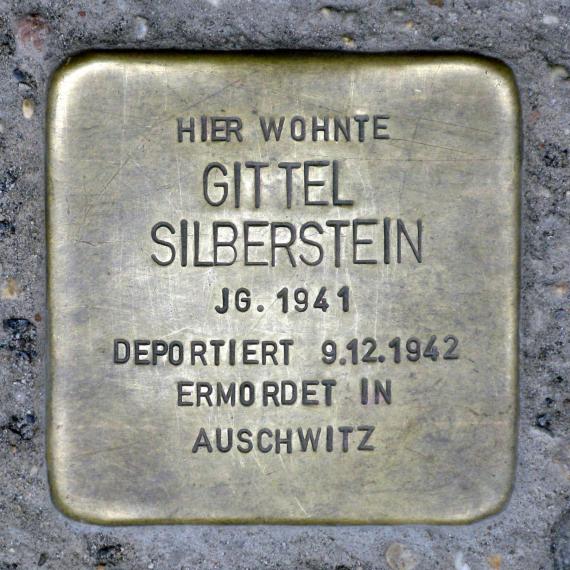 HIER WOHNTE
GITTEL
SILBERSTEIN
JG. 1941
DEPORTIERT 9.12.1942
ERMORDET IN
AUSCHWITZ